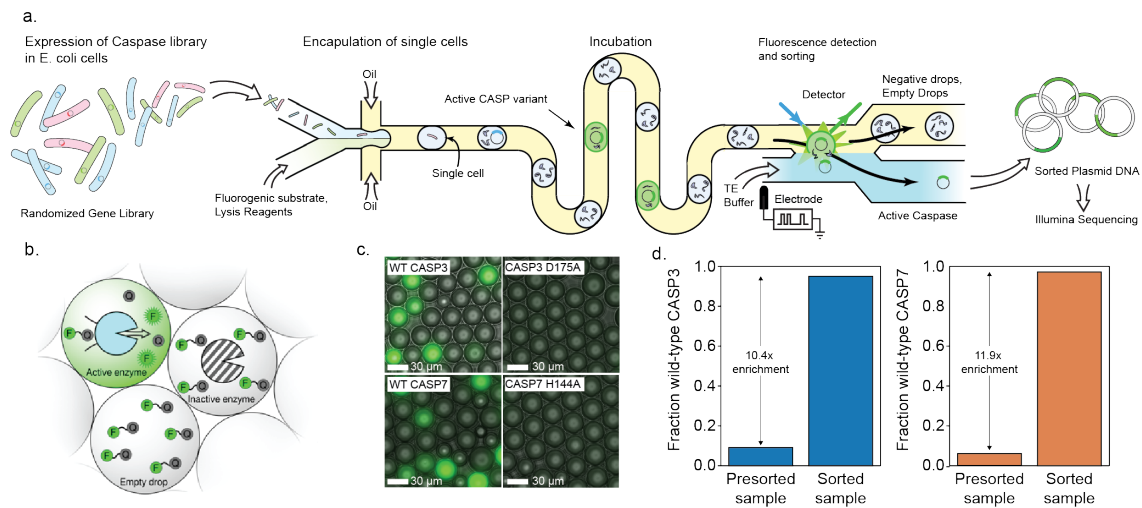 a.
Expression of Caspase library
in E. coli cells
Randomized Gene Library
Encapulation of single cells
Oil
Oil
Fluorogenic substrate,
Lysis Reagents
Single cell
Active CASP variant
Incubation
Fluorescence detection
and sorting
Detector
Negative drops,
Empty Drops
TE
Buffer
Electrode
Active Caspase
Sorted Plasmid DNA
Illumina Sequencing
b.
Q
F
F
Q
F
Active enzyme
F
Q
F
Q
F
Q
F
Q
Inactive enzyme
F
Q
F
Q
F
Q
F
Q
F
Q
Empty drop
c.
WT CASP3
30 µm
CASP3 D175A
30 µm
WT CASP7
30 µm
CASP7 H144A
30 µm
d.
Fraction wild-type CASP3
1.0
0.8
0.6
0.4
0.2
0.0
10.4x
enrichment
Presorted
sample
Sorted
sample
Fraction wild-type CASP7
1.0
0.8
0.6
0.4
0.2
0.0
11.9x
enrichment
Presorted
sample
Sorted
sample